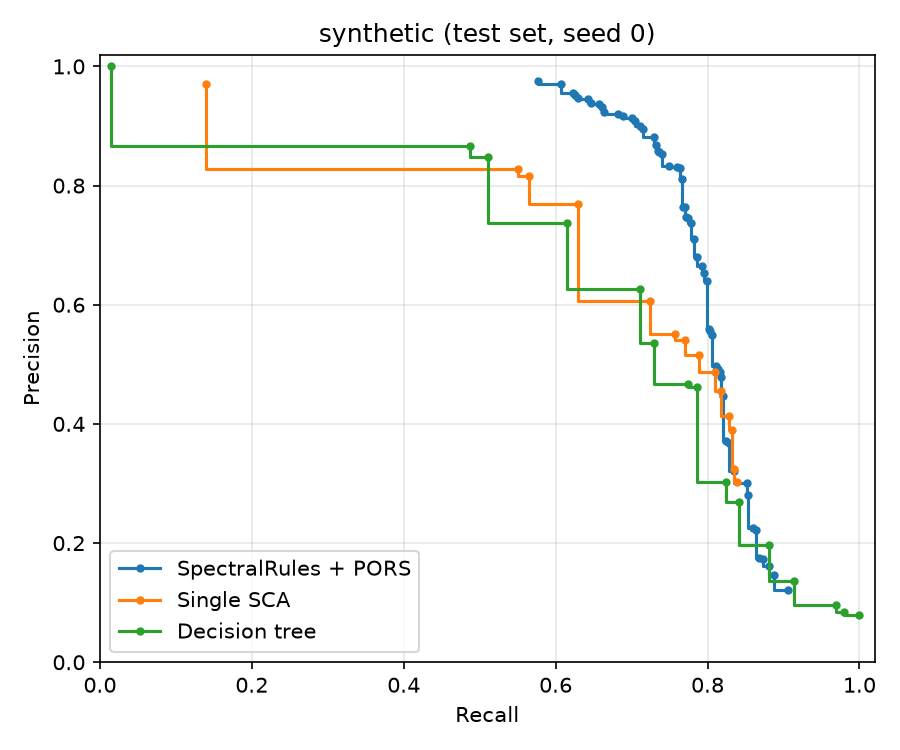 synthetic (test set, seed 0)
1.0
0.8
0.6
0.4
0.2
0.0
Precision
SpectralRules + PORS
Single SCA
Decision tree
0.0 0.2 0.4 0.6 0.8 1.0
Recall